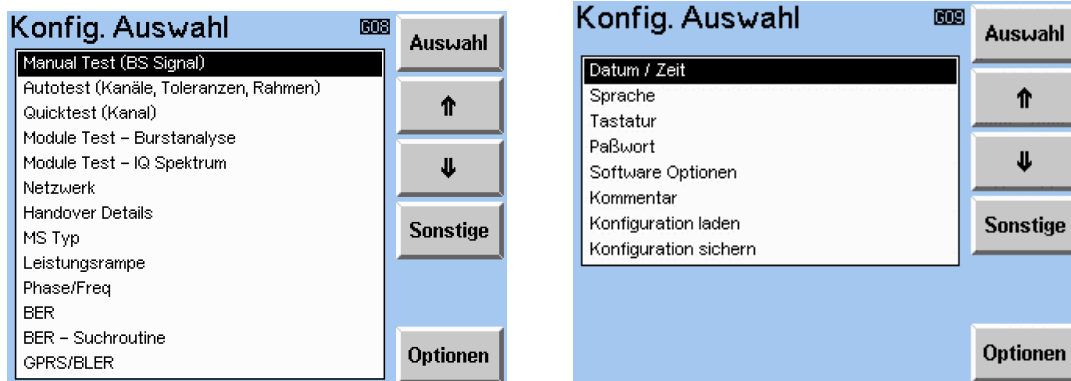 Konfig. Auswahl G08
Manual Test (BS Signal)
Autotest (Kanäle, Toleranzen, Rahmen)
Quicktest (Kanal)
Module Test – Burstanalyse
Module Test – IQ Spektrum
Netzwerk
Handover Details
MS Typ
Leistungsrampe
Phase/Freq
BER
BER – Suchroutine
GPRS/BLER
Auswahl
⇑
⇓
Sonstige
Optionen
Konfig. Auswahl G09
Datum / Zeit
Sprache
Tastatur
Paßwort
Software Optionen
Kommentar
Konfiguration laden
Konfiguration sichern
Auswahl
⇑
⇓
Sonstige
Optionen